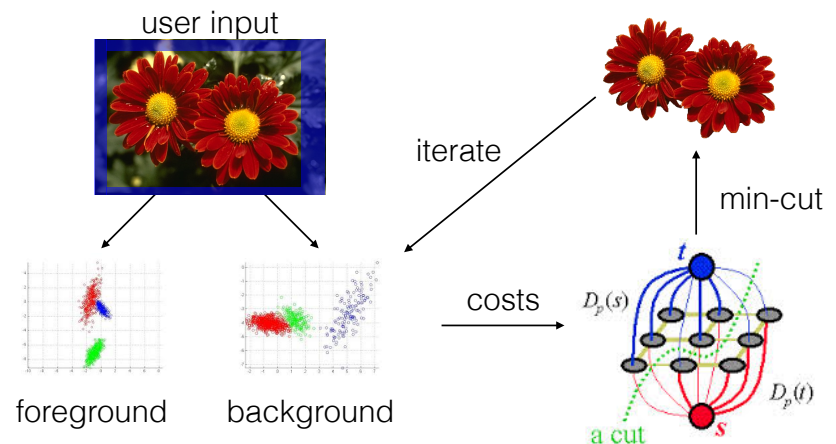 user input
iterate
min-cut
t
D_p(s)
costs
D_p(t)
s
a cut
foreground
background